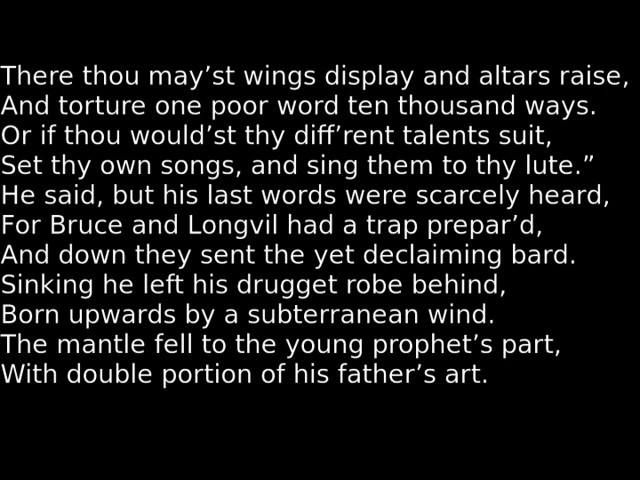 There thou may’st wings display and altars raise,
And torture one poor word ten thousand ways.
Or if thou would’st thy diff’rent talents suit,
Set thy own songs, and sing them to thy lute.”
He said, but his last words were scarcely heard,
For Bruce and Longvil had a trap prepar’d,
And down they sent the yet declaiming bard.
Sinking he left his drugget robe behind,
Born upwards by a subterranean wind.
The mantle fell to the young prophet’s part,
With double portion of his father’s art.